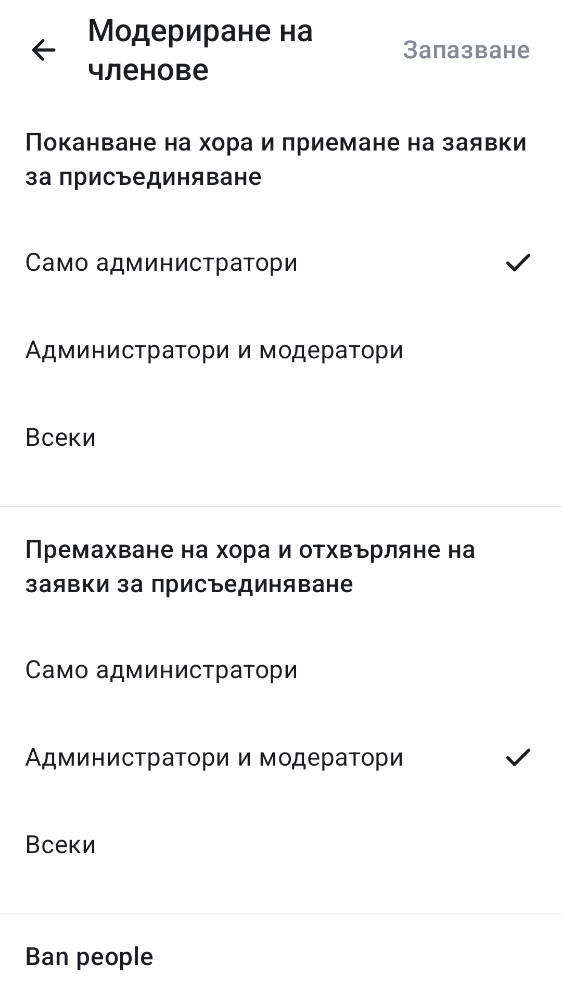 Модериране на
членове
Запазване
Поканване на хора и приемане на заявки
за присъединяване
Само администратори
Администратори и модератори
Всеки
Премахване на хора и отхвърляне на
заявки за присъединяване
Само администратори
Администратори и модератори
Всеки
Ban people